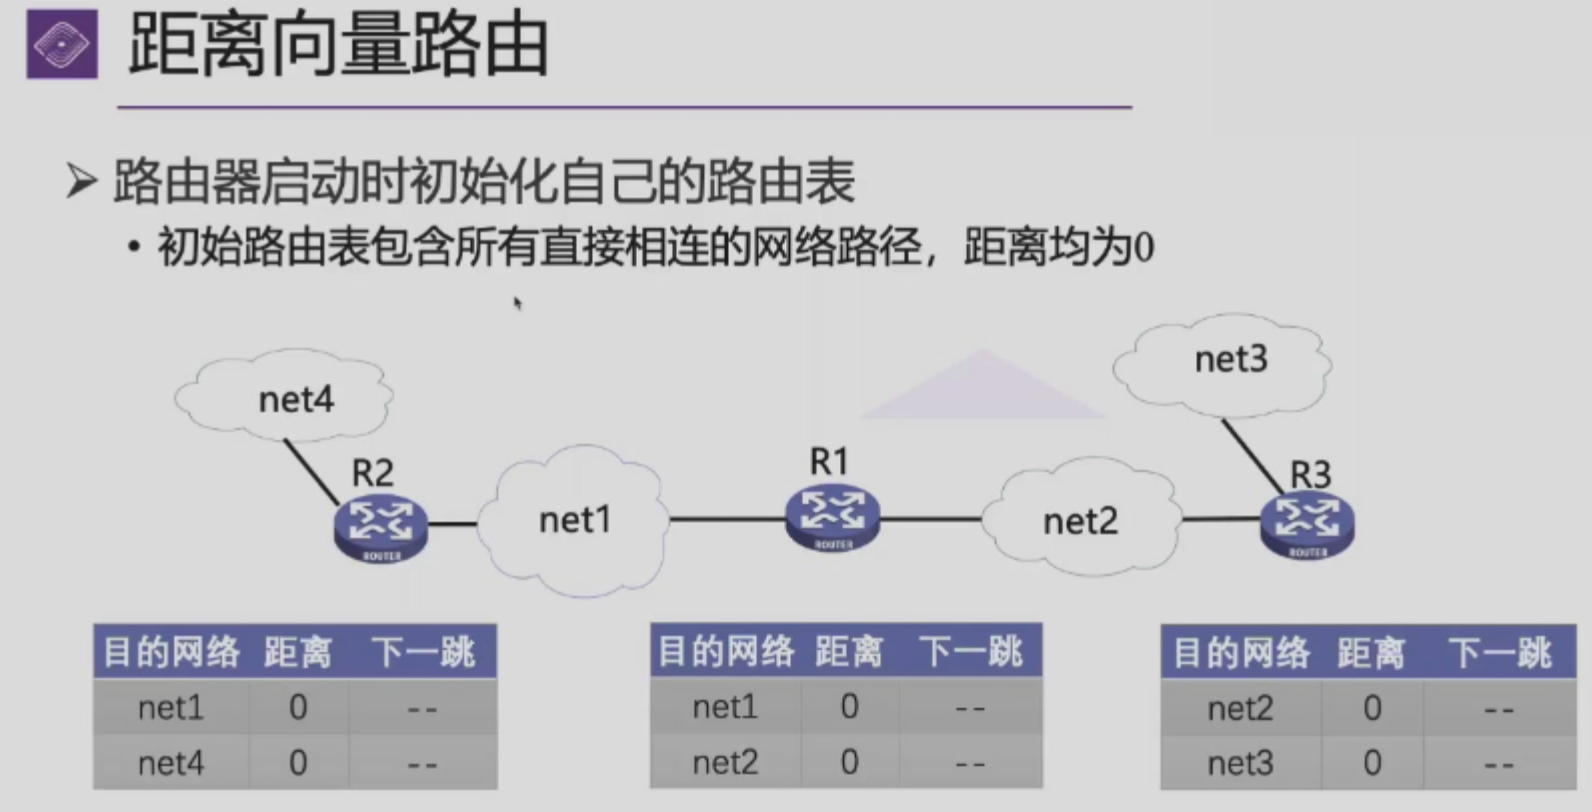 距离向量路由
➢ 路由器启动时初始化自己的路由表
• 初始路由表包含所有直接相连的网络路径，距离均为0
net4
net3
R2
R1
R3
net1
net2
ROUTER
ROUTER
ROUTER
目的网络 距离 下一跳
net1 0 --
net4 0 --
目的网络 距离 下一跳
net1 0 --
net2 0 --
目的网络 距离 下一跳
net2 0 --
net3 0 --